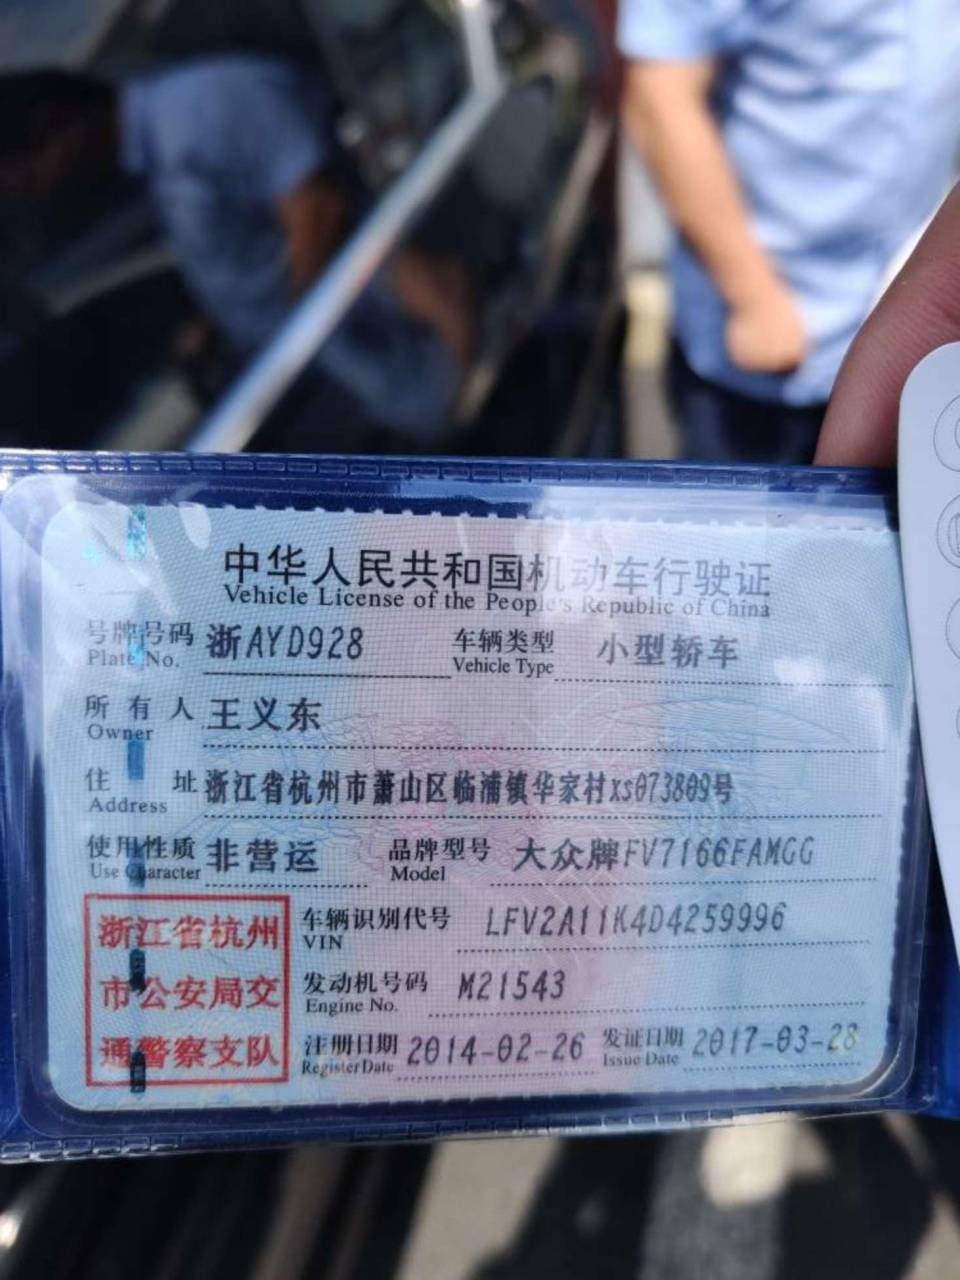 中华人民共和国机动车行驶证
Vehicle License of the People's Republic of China
号牌号码 浙AYD928 车辆类型 小型轿车
Plate No. Vehicle Type
所有人 王义东
Owner
住址 浙江省杭州市萧山区临浦镇华家村xs073809号
Address
使用性质 非营运 品牌型号 大众牌FV7166FAMGG
Use Character Model
浙江省杭州
市公安局交
通警察支队
车辆识别代号 LFV2A11K4D4259996
VIN
发动机号码 M21543
Engine No.
注册日期 2014-02-26 发证日期 2017-03-28
Register Date Issue Date